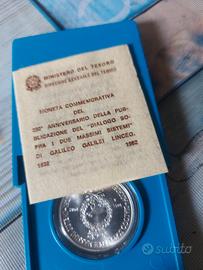 MINISTERO DEL TESORO
DIREZIONE GENERALE DEL TESORO
MONETA COMMEMORATIVA
DEL
350° ANNIVERSARIO DELLA PUB-
BLICAZIONE DEL "DIALOGO SO-
PRA I DUE MASSIMI SISTEMI"
DI GALILEO GALILEI LINCEO.
1632 1982
subito